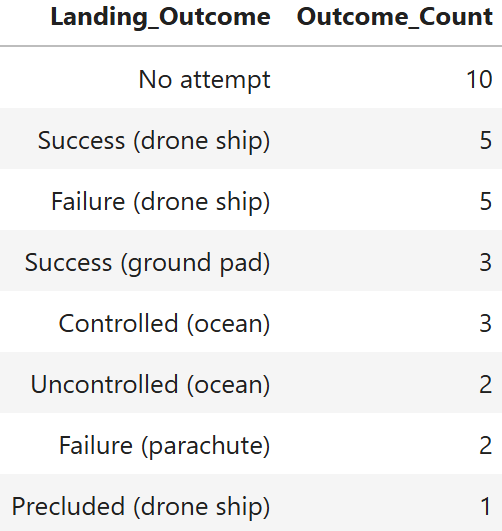 Landing_Outcome Outcome_Count
No attempt 10
Success (drone ship) 5
Failure (drone ship) 5
Success (ground pad) 3
Controlled (ocean) 3
Uncontrolled (ocean) 2
Failure (parachute) 2
Precluded (drone ship) 1